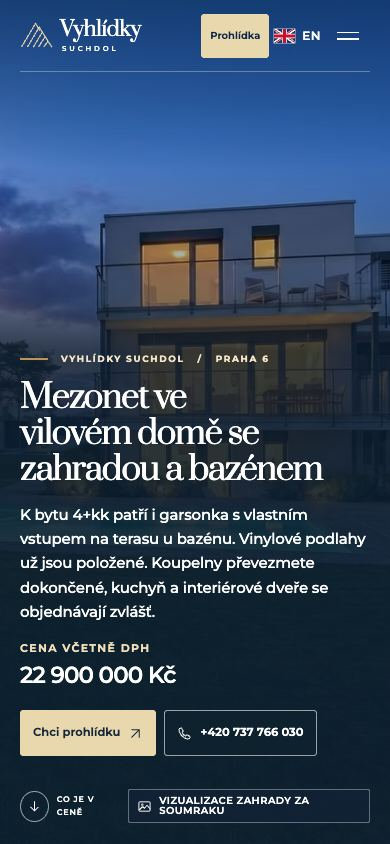 Vyhlídky
SUCHDOL
Prohlídka
EN
VYHLÍDKY SUCHDOL / PRAHA 6
Mezonet ve
vilovém domě se
zahradou a bazénem
K bytu 4+kk patří i garsonka s vlastním
vstupem na terasu u bazénu. Vinylové podlahy
už jsou položené. Koupelny převezmete
dokončené, kuchyň a interiérové dveře se
objednávají zvlášť.
CENA VČETNĚ DPH
22 900 000 Kč
Chci prohlídku
+420 737 766 030
CO JE V
CENĚ
VIZUALIZACE ZAHRADY ZA
SOUMRAKU